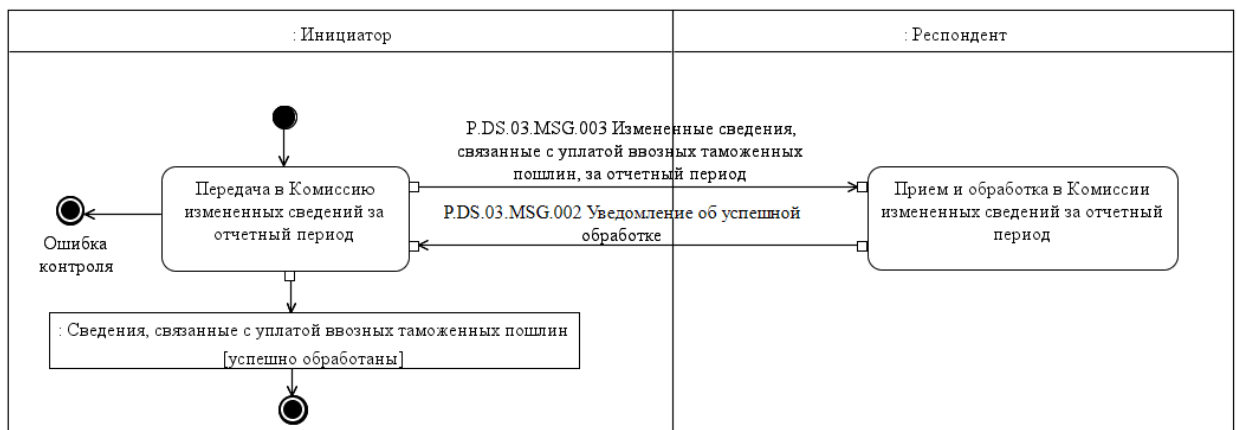 : Инициатор
: Респондент
P.DS.03.MSG.003 Измененные сведения,
связанные с уплатой ввозных таможенных
пошлин, за отчетный период
Передача в Комиссию
измененных сведений за
отчетный период
Прием и обработка в Комиссии
измененных сведений за отчетный
период
P.DS.03.MSG.002 Уведомление об успешной
обработке
Ошибка
контроля
: Сведения, связанные с уплатой ввозных таможенных пошлин
[успешно обработаны]